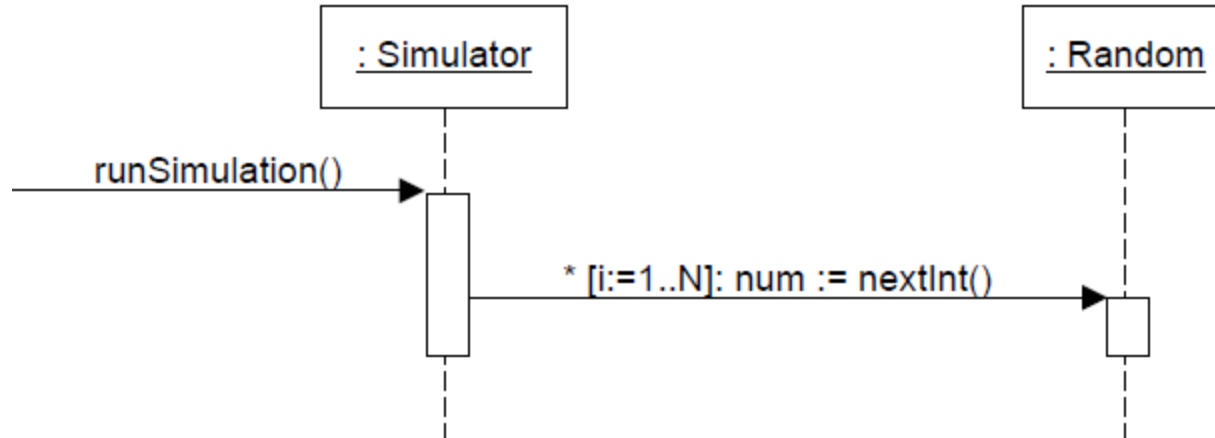 : Simulator
: Random
runSimulation()
* [i:=1..N]: num := nextInt()